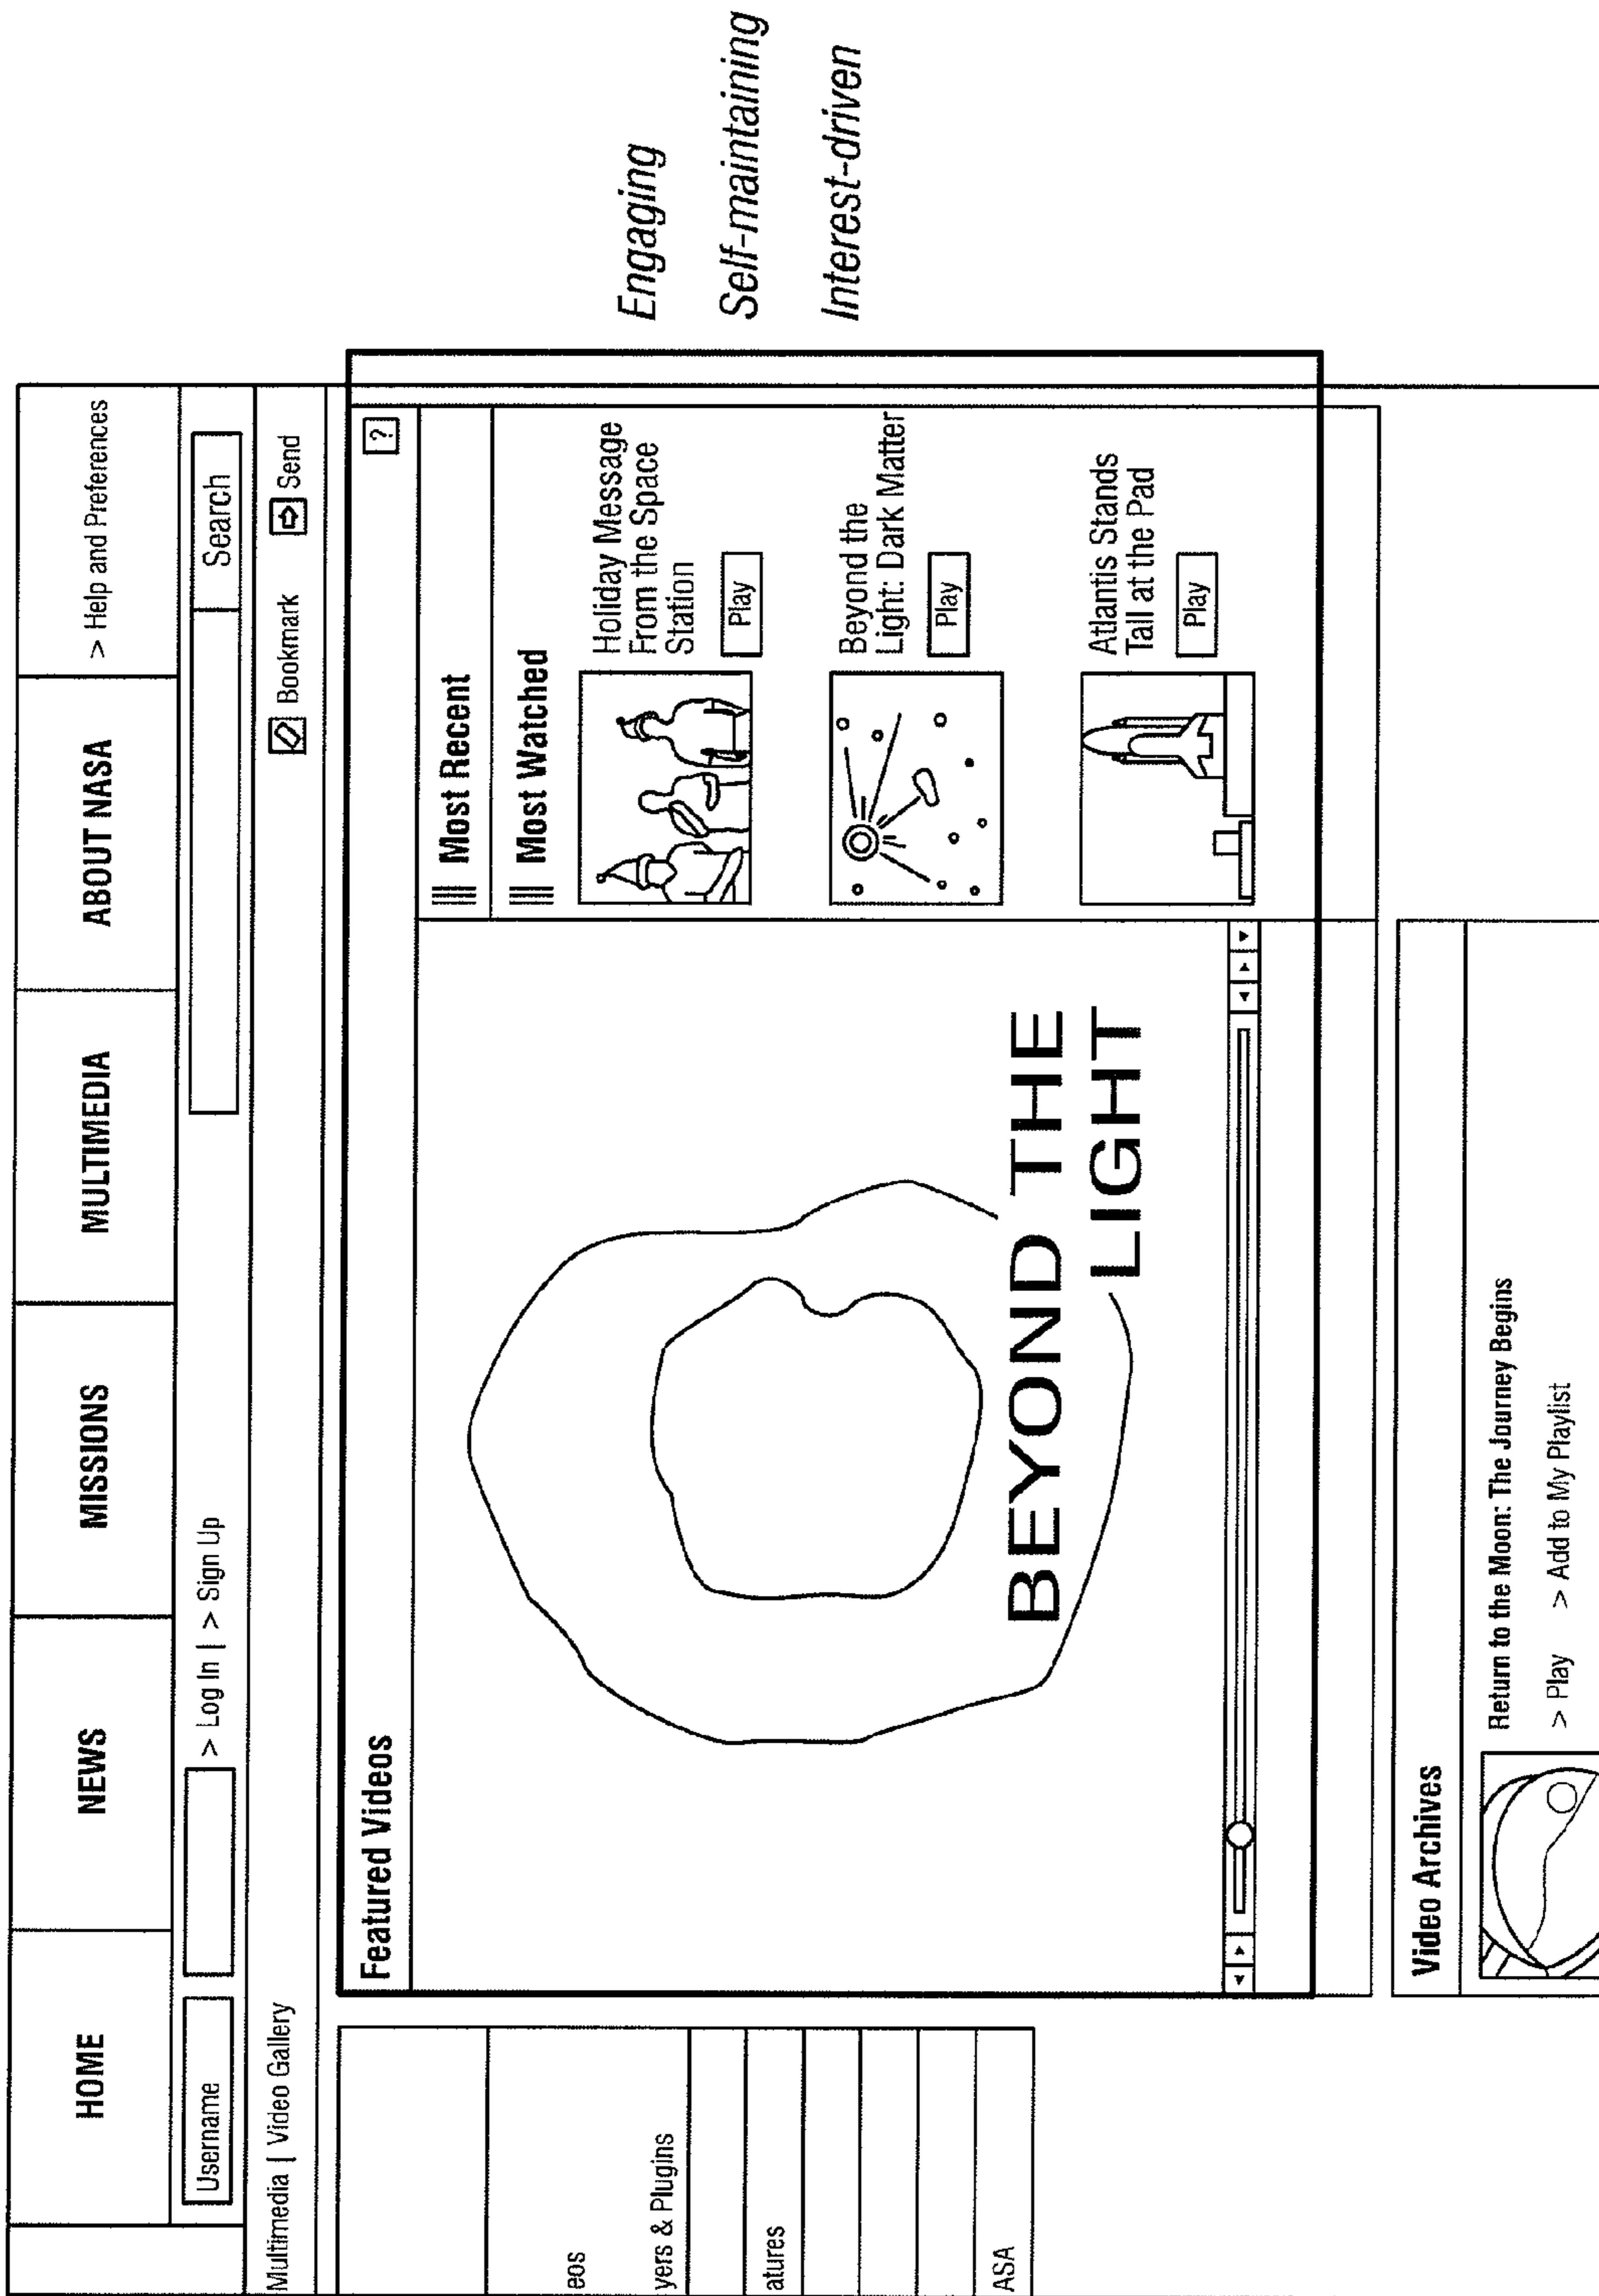 HOME NEWS MISSIONS MULTIMEDIA ABOUT NASA > Help and Preferences
Username > Log In | > Sign Up Search
Multimedia | Video Gallery Bookmark Send
Featured Videos ?
Most Recent
Most Watched
Holiday Message
From the Space
Station
Play
Beyond the
Light: Dark Matter
Play
Atlantis Stands
Tall at the Pad
Play
BEYOND THE
LIGHT
Engaging
Self-maintaining
Interest-driven
eos
yers & Plugins
atures
ASA
Video Archives
Return to the Moon: The Journey Begins
> Play > Add to My Playlist